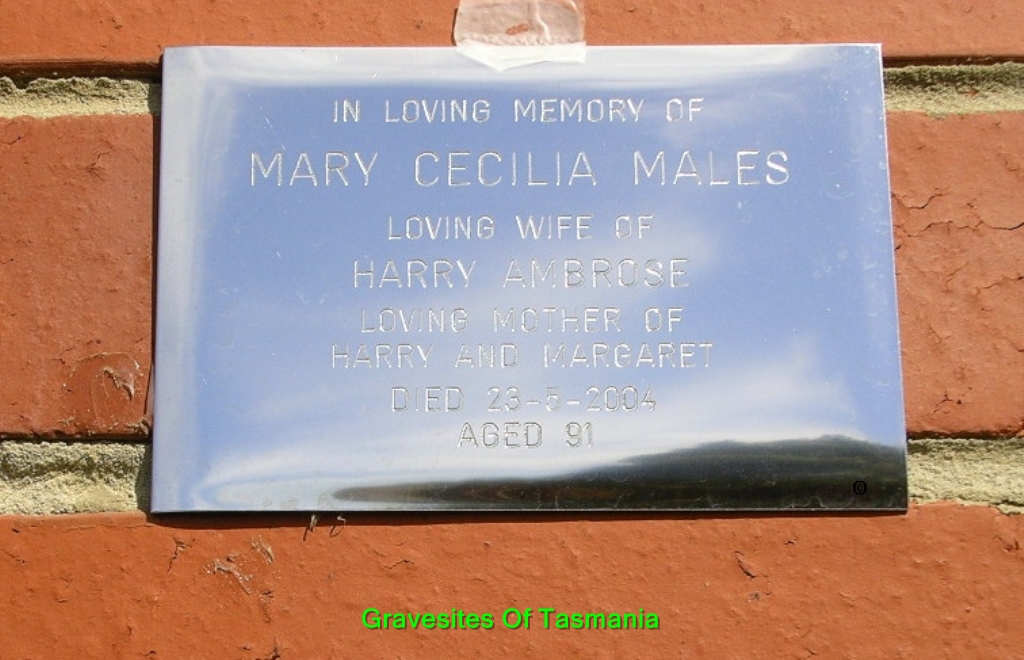 IN LOVING MEMORY OF
MARY CECILIA MALES
LOVING WIFE OF
HARRY AMBROSE
LOVING MOTHER OF
HARRY AND MARGARET
DIED 23-5-2004
AGED 91
©
Gravesites Of Tasmania